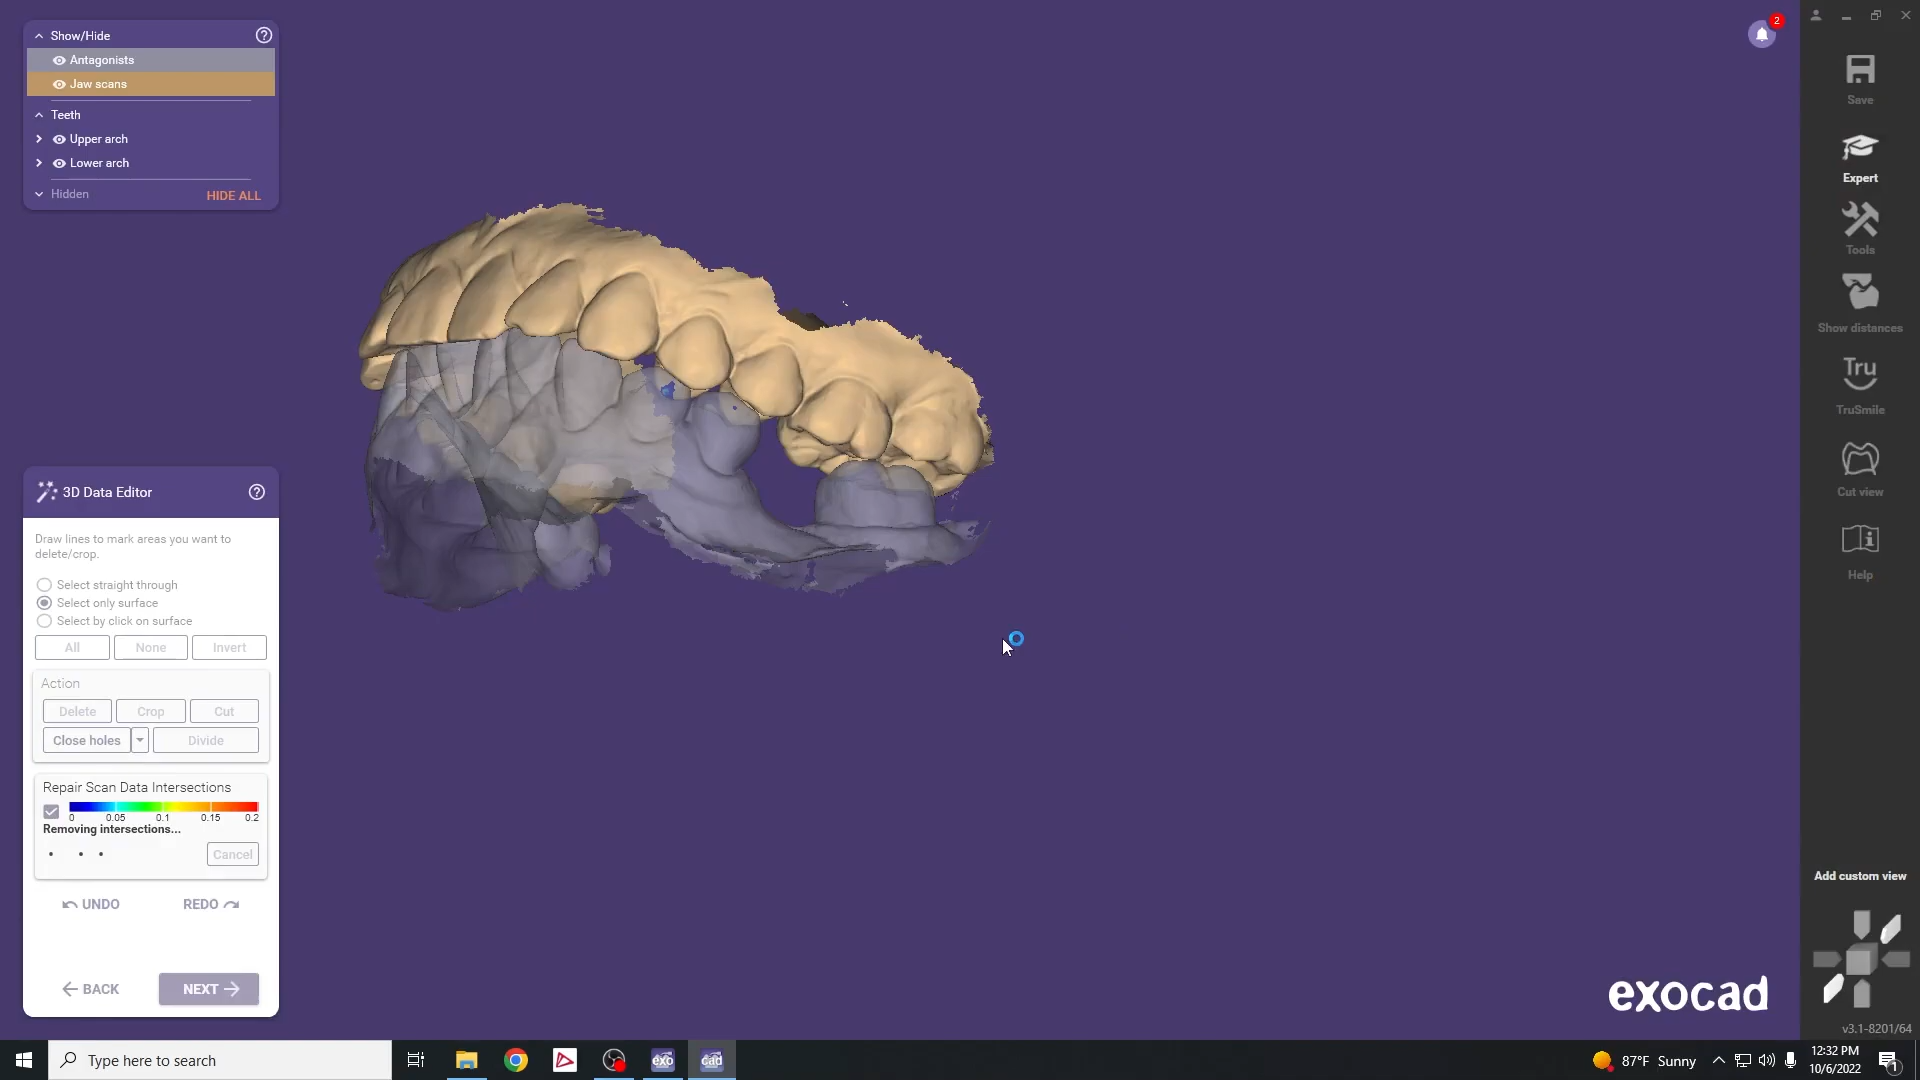 Show/Hide
Antagonists
Jaw scans
Teeth
Upper arch
Lower arch
Hidden
HIDE ALL
3D Data Editor
Draw lines to mark areas you want to
delete/crop.
Select straight through
Select only surface
Select by click on surface
All
None
Invert
Action
Delete
Crop
Cut
Close holes
Divide
Repair Scan Data Intersections
0
0.05
0.1
0.15
0.2
Removing intersections...
Cancel
UNDO
REDO
BACK
NEXT
2
Save
Expert
Tools
Show distances
Tru
TruSmile
Cut view
Help
Add custom view
exocad
v3.1-8201/64
Type here to search
exo
cad
87°F Sunny
12:32 PM
10/6/2022
1